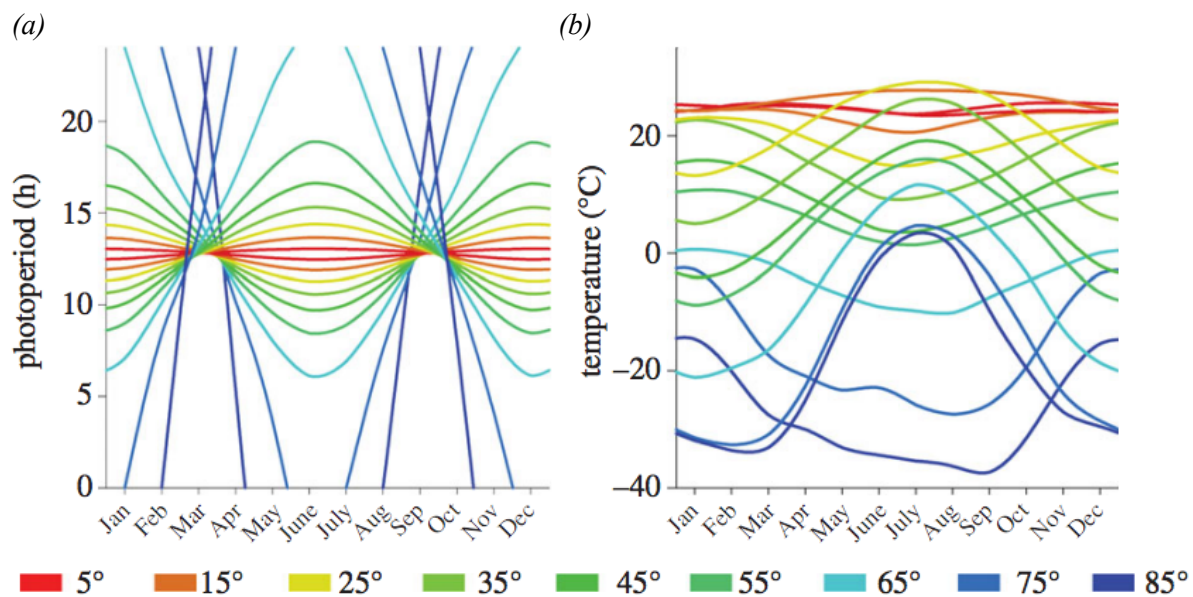 (a)
photoperiod (h)
20
15
10
5
0
Jan Feb Mar Apr May June July Aug Sep Oct Nov Dec
(b)
temperature (°C)
20
0
–20
–40
Jan Feb Mar Apr May June July Aug Sep Oct Nov Dec
5° 15° 25° 35° 45° 55° 65° 75° 85°